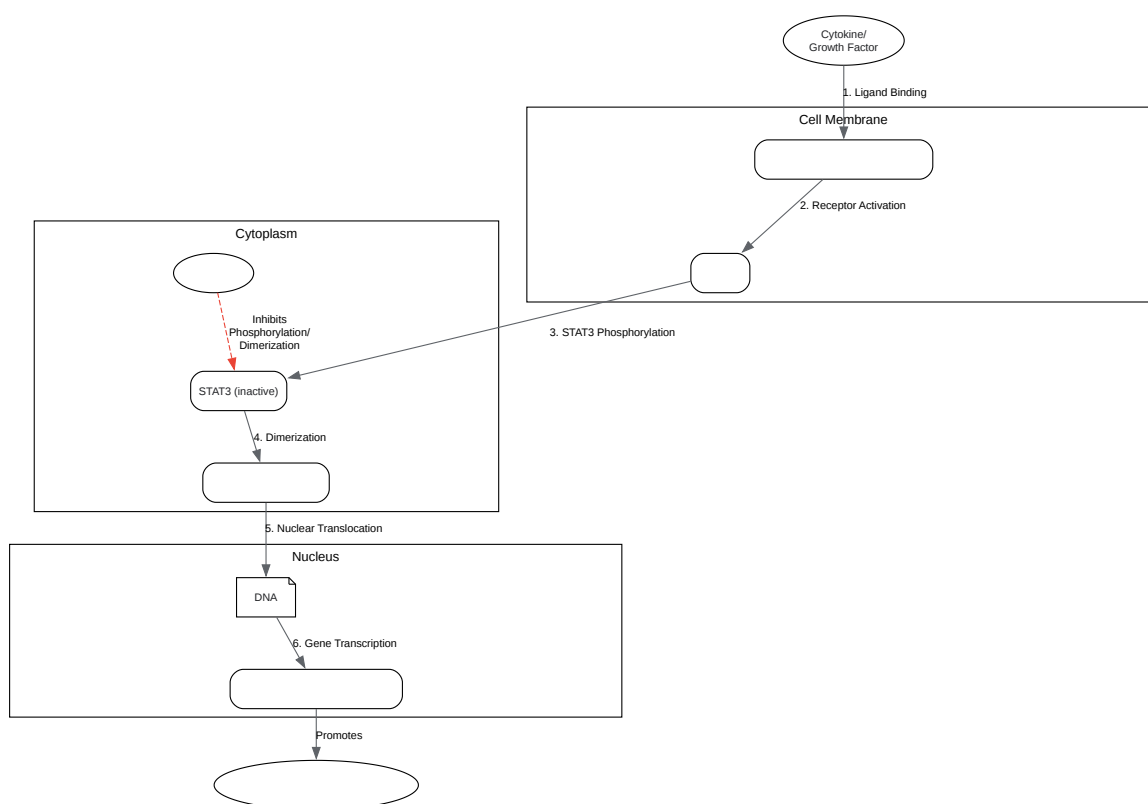 Cytokine/
Growth Factor
1. Ligand Binding
Cell Membrane
2. Receptor Activation
Cytoplasm
Inhibits
Phosphorylation/
Dimerization
3. STAT3 Phosphorylation
STAT3 (inactive)
4. Dimerization
5. Nuclear Translocation
Nucleus
DNA
6. Gene Transcription
Promotes